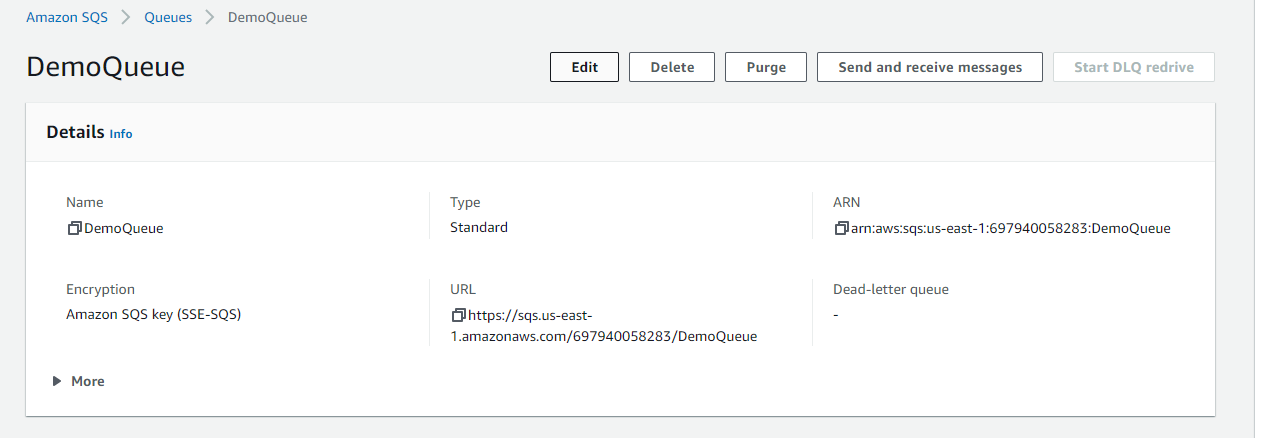 Amazon SQS > Queues > DemoQueue
DemoQueue
Edit
Delete
Purge
Send and receive messages
Start DLQ redrive
Details Info
Name
DemoQueue
Type
Standard
ARN
arn:aws:sqs:us-east-1:697940058283:DemoQueue
Encryption
Amazon SQS key (SSE-SQS)
URL
https://sqs.us-east-
1.amazonaws.com/697940058283/DemoQueue
Dead-letter queue
-
More